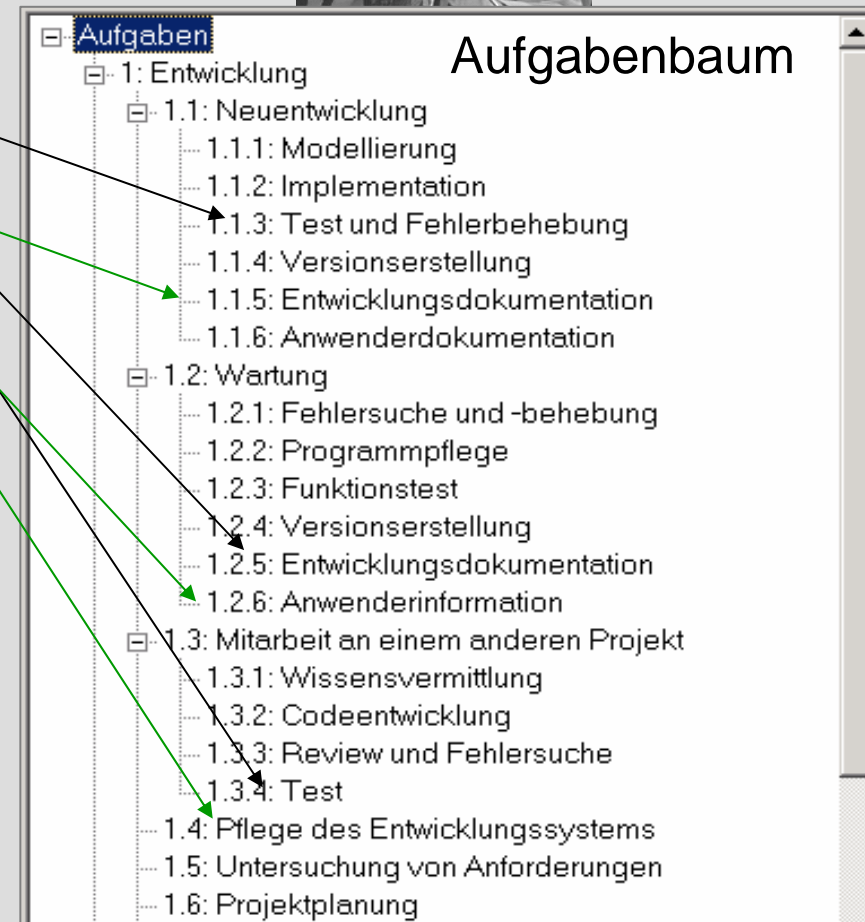 Aufgaben
Aufgabenbaum
1: Entwicklung
1.1: Neuentwicklung
1.1.1: Modellierung
1.1.2: Implementation
1.1.3: Test und Fehlerbehebung
1.1.4: Versionserstellung
1.1.5: Entwicklungsdokumentation
1.1.6: Anwenderdokumentation
1.2: Wartung
1.2.1: Fehlersuche und -behebung
1.2.2: Programmpflege
1.2.3: Funktionstest
1.2.4: Versionserstellung
1.2.5: Entwicklungsdokumentation
1.2.6: Anwenderinformation
1.3: Mitarbeit an einem anderen Projekt
1.3.1: Wissensvermittlung
1.3.2: Codeentwicklung
1.3.3: Review und Fehlersuche
1.3.4: Test
1.4: Pflege des Entwicklungssystems
1.5: Untersuchung von Anforderungen
1.6: Projektplanung